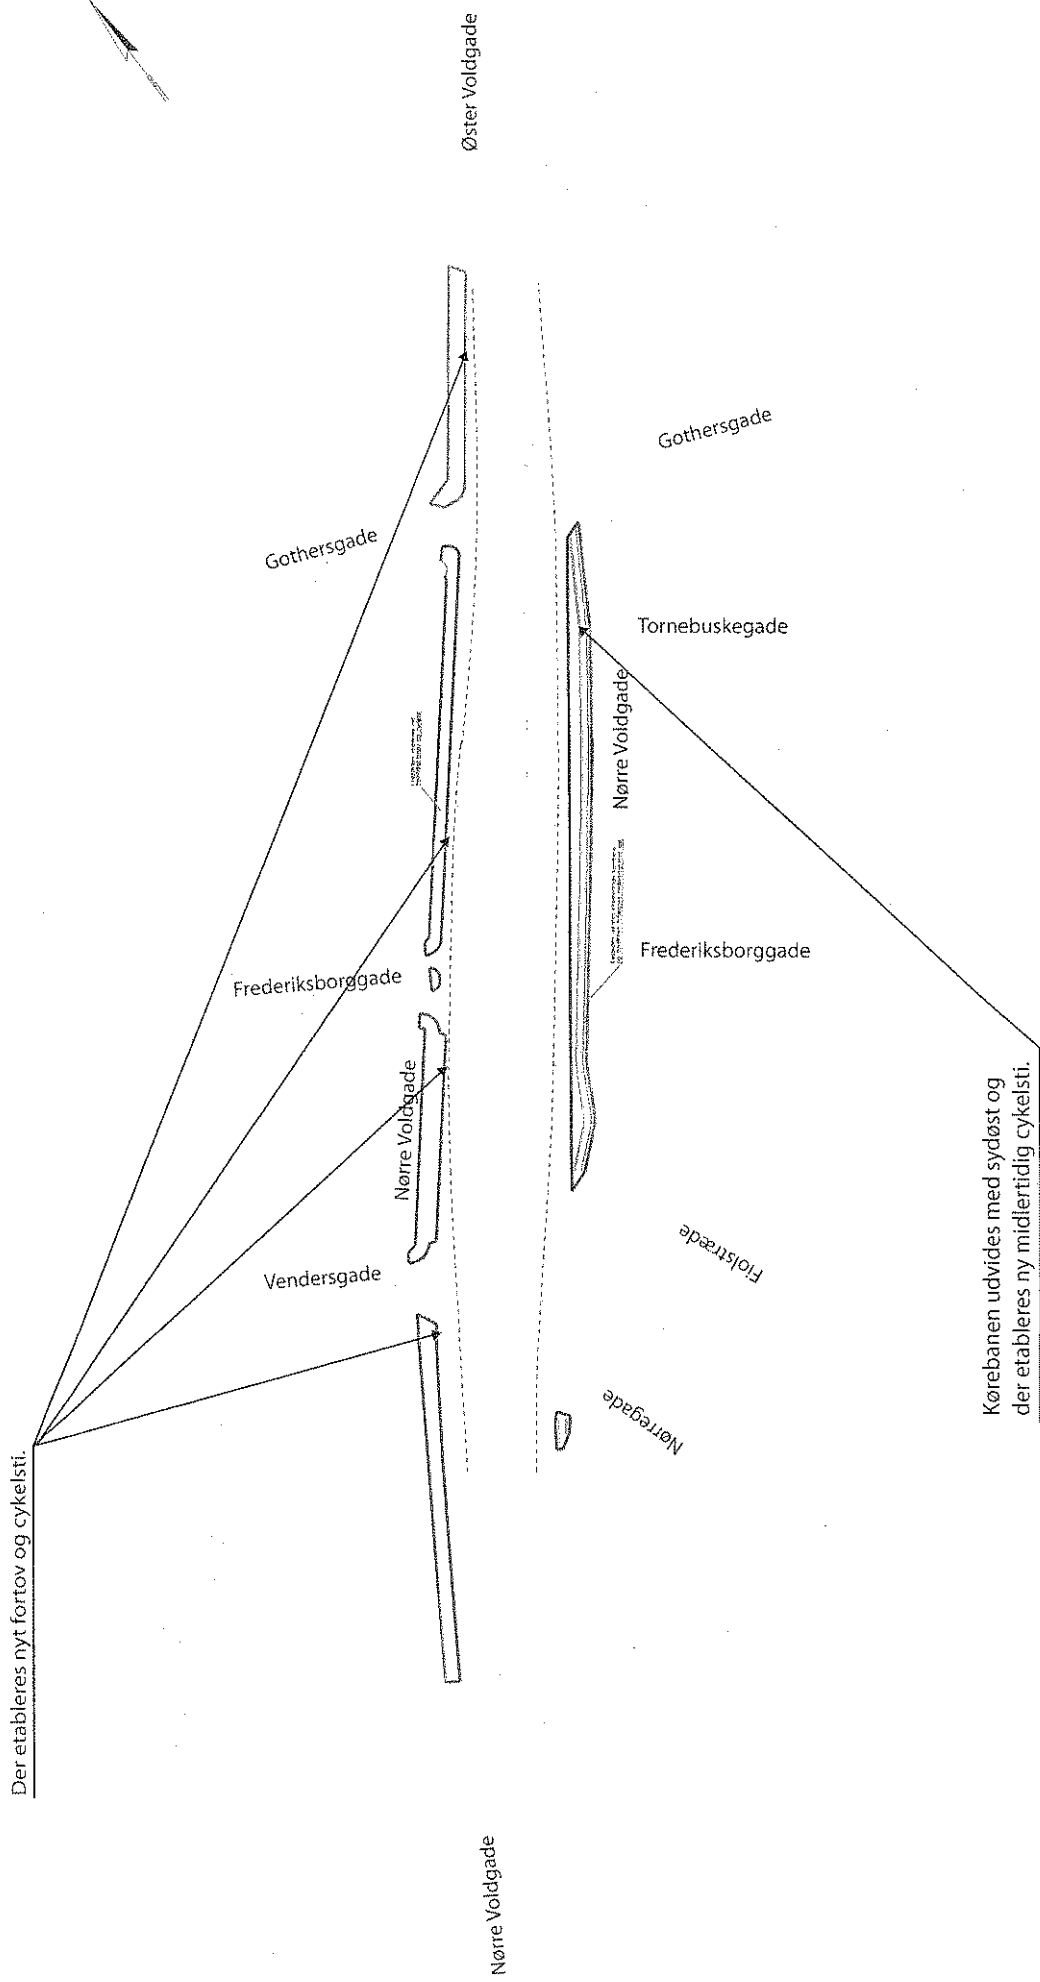 Der etableres nyt fortov og cykelsti.
Øster Voldgade
Gothersgade
Gothersgade
Tornebuskegade
Nørre Voldgade
Frederiksborggade
Frederiksborggade
Nørre Voldgade
Vendersgade
Fiolstræde
Nørregade
Nørre Voldgade
Kørebanen udvides med sydøst og
der etableres ny midlertidig cykelsti.